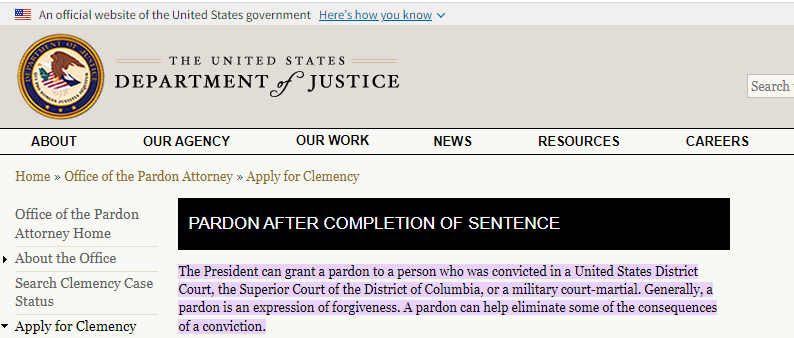 An official website of the United States government Here's how you know
THE UNITED STATES
DEPARTMENT of JUSTICE
Search
ABOUT OUR AGENCY OUR WORK NEWS RESOURCES CAREERS
Home » Office of the Pardon Attorney » Apply for Clemency
Office of the Pardon
Attorney Home
About the Office
Search Clemency Case
Status
Apply for Clemency
PARDON AFTER COMPLETION OF SENTENCE
The President can grant a pardon to a person who was convicted in a United States District
Court, the Superior Court of the District of Columbia, or a military court-martial. Generally, a
pardon is an expression of forgiveness. A pardon can help eliminate some of the consequences
of a conviction.